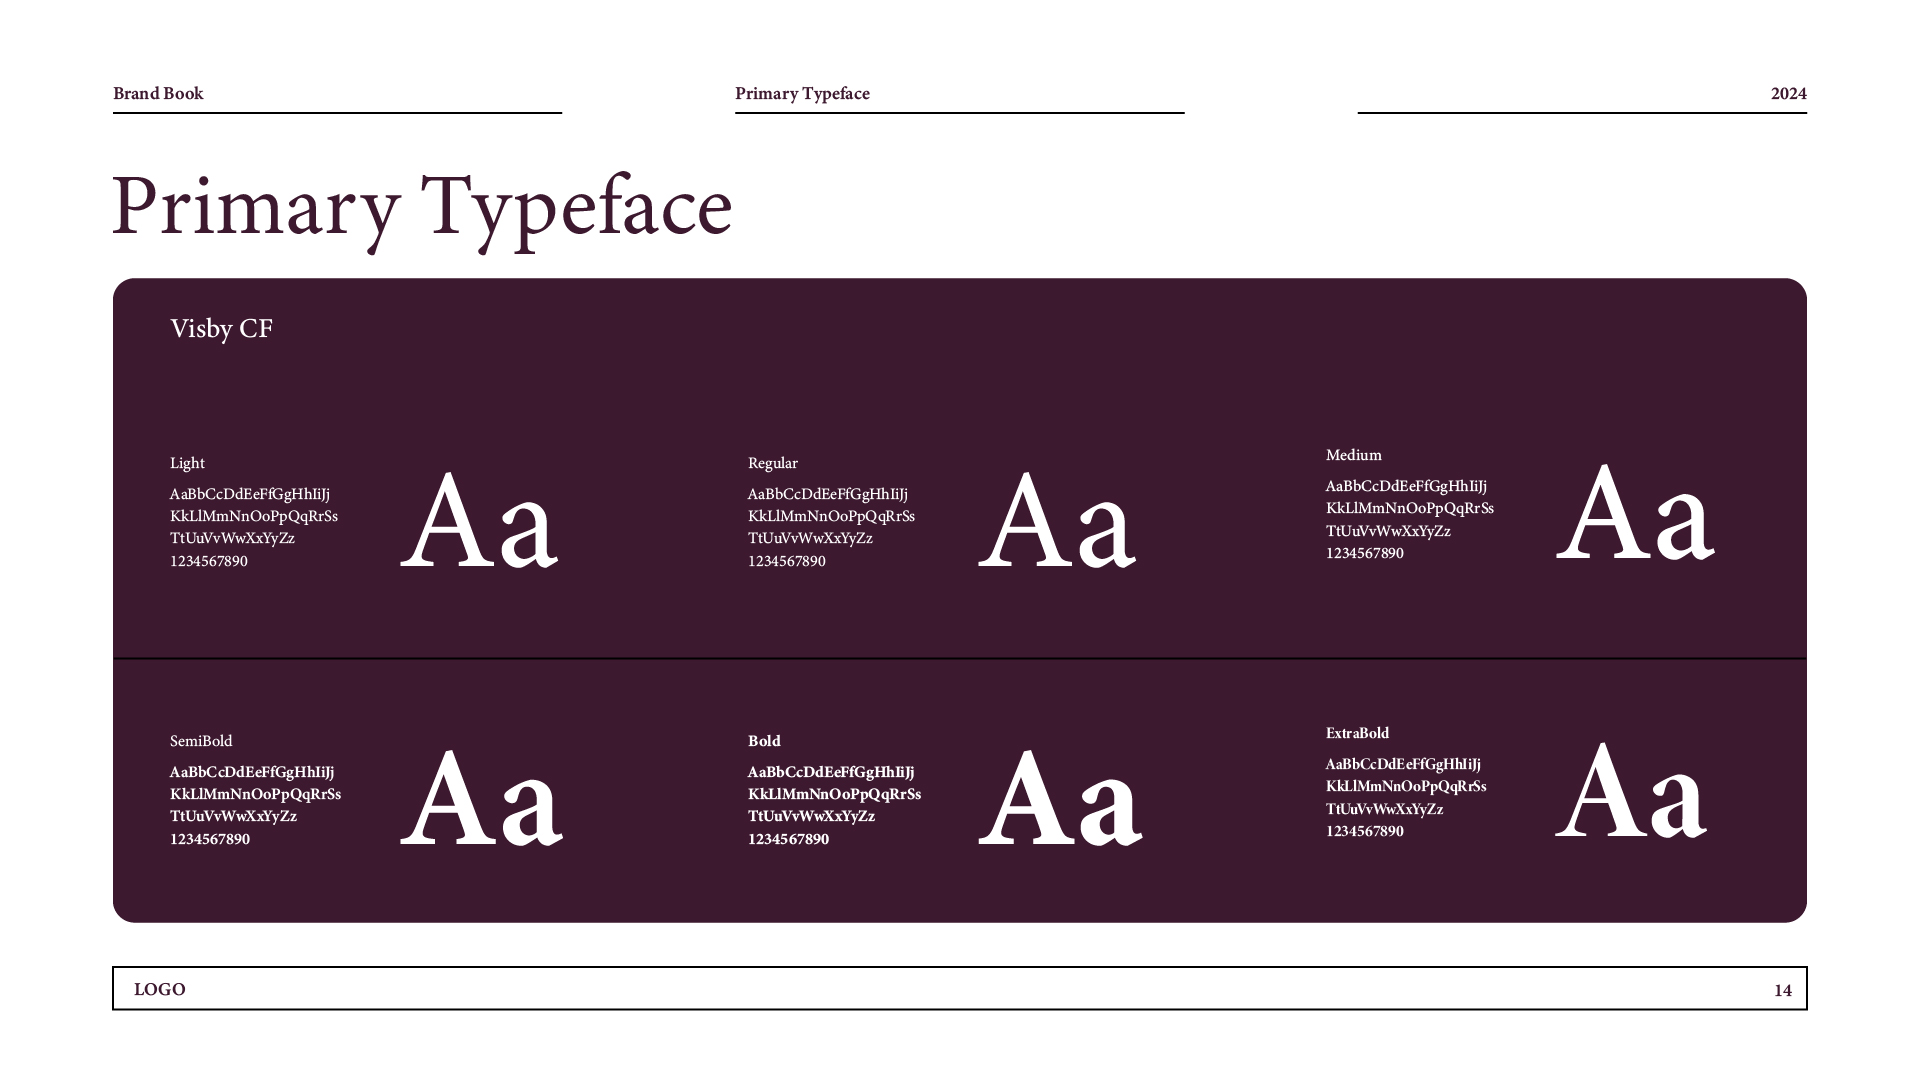 Brand Book
Primary Typeface
2024
Primary Typeface
Visby CF
Light
AaBbCcDdEeFfGgHhIiJj
KkLlMmNnOoPpQqRrSs
TtUuVvWwXxYyZz
1234567890
Aa
Regular
AaBbCcDdEeFfGgHhIiJj
KkLlMmNnOoPpQqRrSs
TtUuVvWwXxYyZz
1234567890
Aa
Medium
AaBbCcDdEeFfGgHhIiJj
KkLlMmNnOoPpQqRrSs
TtUuVvWwXxYyZz
1234567890
Aa
SemiBold
AaBbCcDdEeFfGgHhIiJj
KkLlMmNnOoPpQqRrSs
TtUuVvWwXxYyZz
1234567890
Aa
Bold
AaBbCcDdEeFfGgHhIiJj
KkLlMmNnOoPpQqRrSs
TtUuVvWwXxYyZz
1234567890
Aa
ExtraBold
AaBbCcDdEeFfGgHhIiJj
KkLlMmNnOoPpQqRrSs
TtUuVvWwXxYyZz
1234567890
Aa
LOGO
14